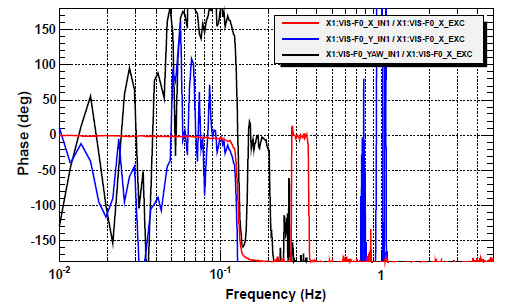 X1:VIS-F0_X_IN1 / X1:VIS-F0_X_EXC
X1:VIS-F0_Y_IN1 / X1:VIS-F0_X_EXC
X1:VIS-F0_YAW_IN1 / X1:VIS-F0_X_EXC
Phase (deg)
150
100
50
0
-50
-100
-150
10-2
10-1
1
Frequency (Hz)